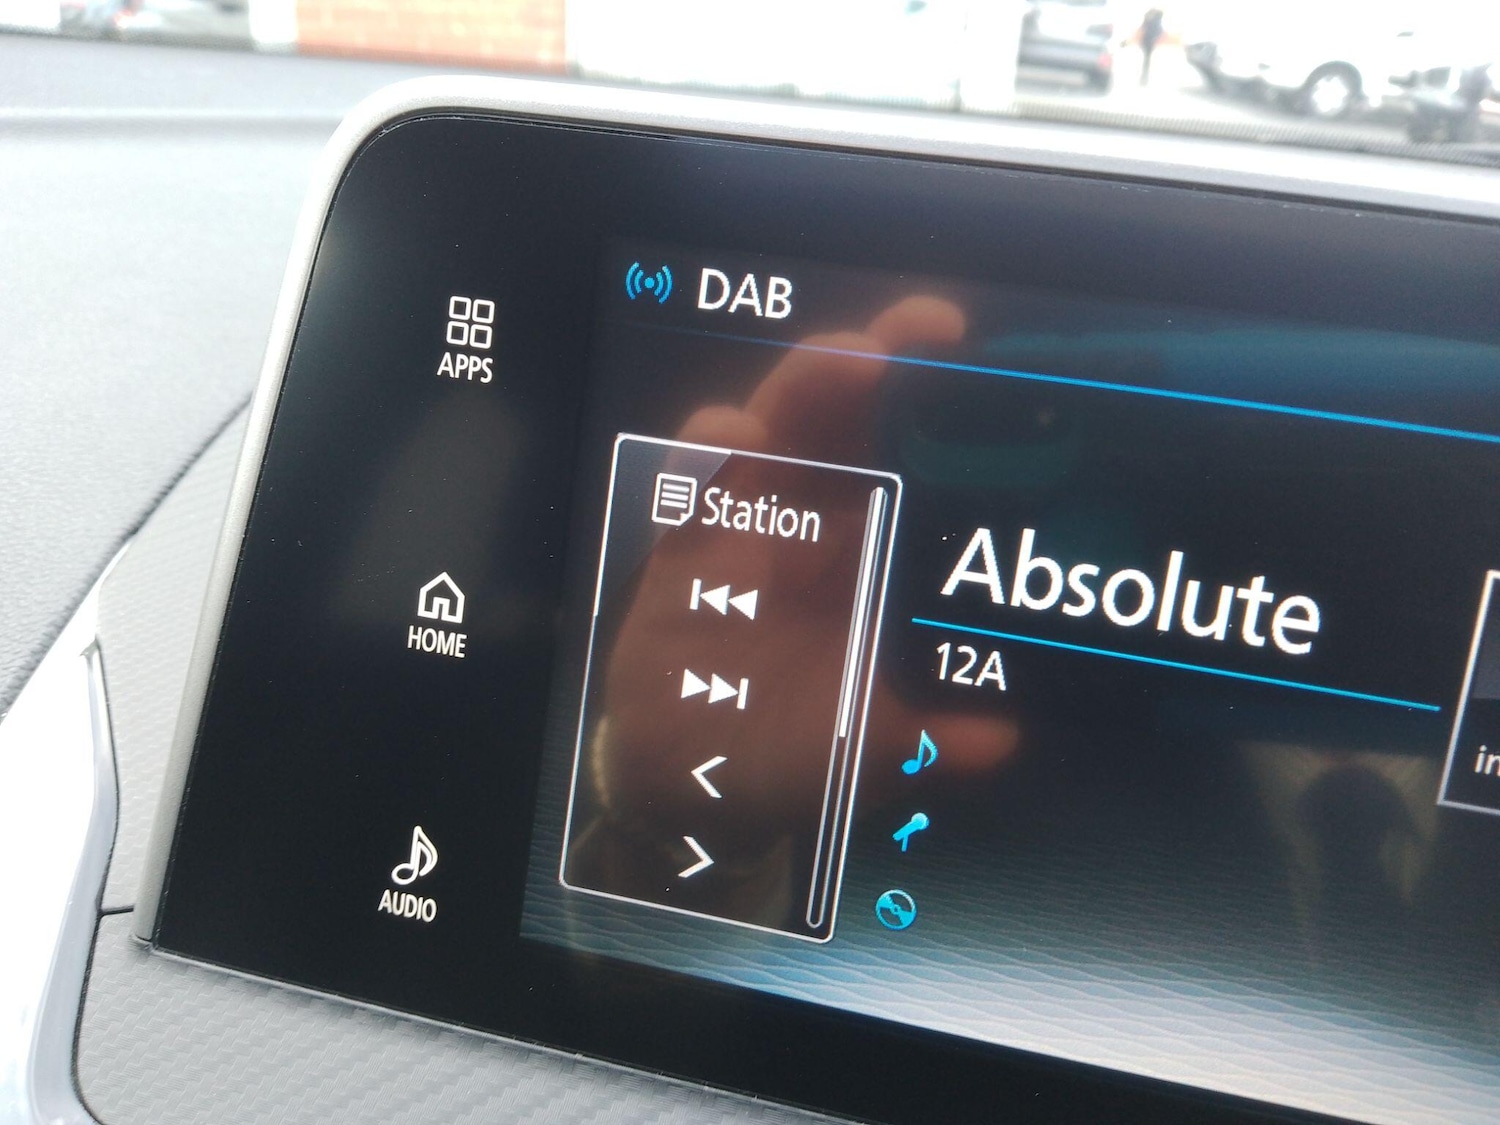 DAB
APPS
Station
Absolute
12A
HOME
AUDIO